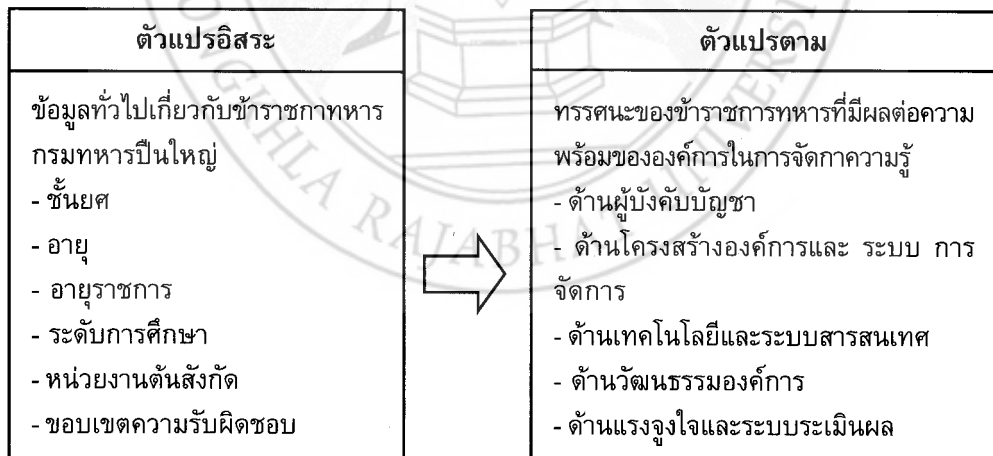 ตัวแปรอิสระ
ข้อมูลทั่วไปเกี่ยวกับข้าราชกาทหาร
กรมทหารปืนใหญ่
- ชั้นยศ
- อายุ
- อายุราชการ
- ระดับการศึกษา
- หน่วยงานต้นสังกัด
- ขอบเขตความรับผิดชอบ
ตัวแปรตาม
ทรรศนะของข้าราชการทหารที่มีผลต่อความ
พร้อมขององค์การในการจัดกาความรู้
- ด้านผู้บังคับบัญชา
- ด้านโครงสร้างองค์การและ ระบบ การ
จัดการ
- ด้านเทคโนโลยีและระบบสารสนเทศ
- ด้านวัฒนธรรมองค์การ
- ด้านแรงจูงใจและระบบระเมินผล
RAJABHAT